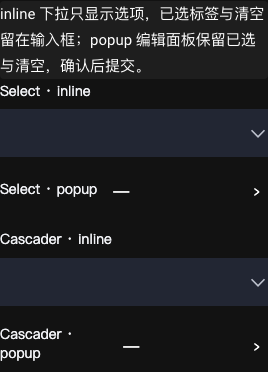 inline 下拉只显示选项，已选标签与清空
留在输入框；popup 编辑面板保留已选
与清空，确认后提交。
Select · inline
Select · popup —
Cascader · inline
Cascader ·
popup —